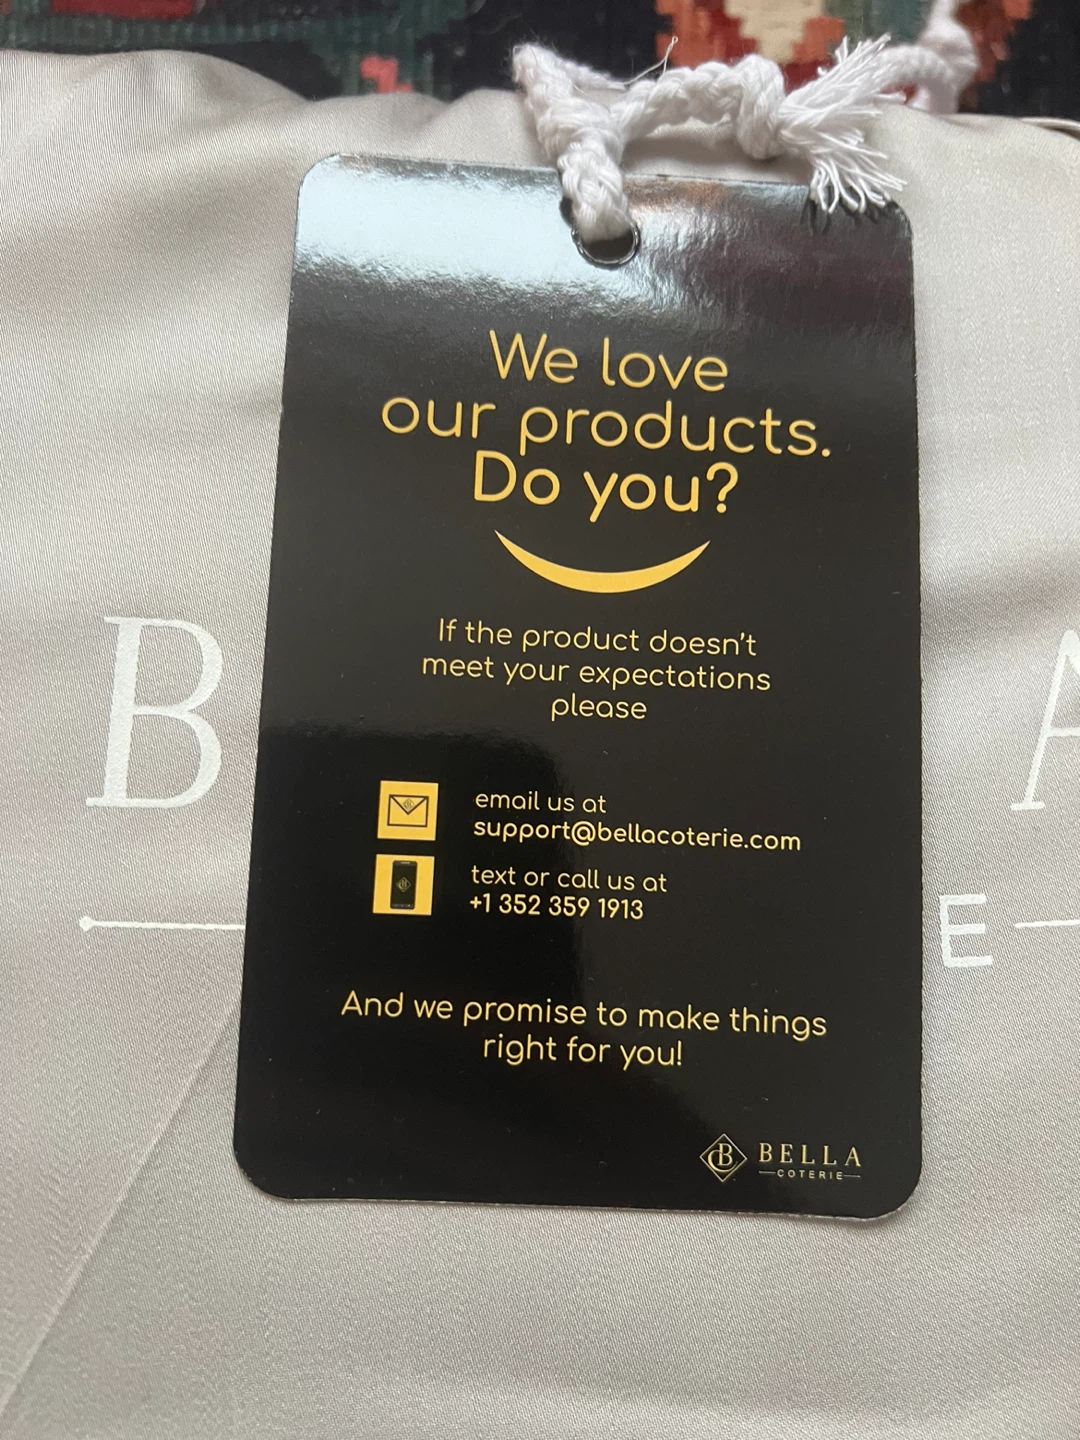 We love
our products.
Do you?
If the product doesn't
meet your expectations
please
email us at
support@bellacoterie.com
text or call us at
+1 352 359 1913
And we promise to make things
right for you!
B BELLA
COTERIE
B
A
E